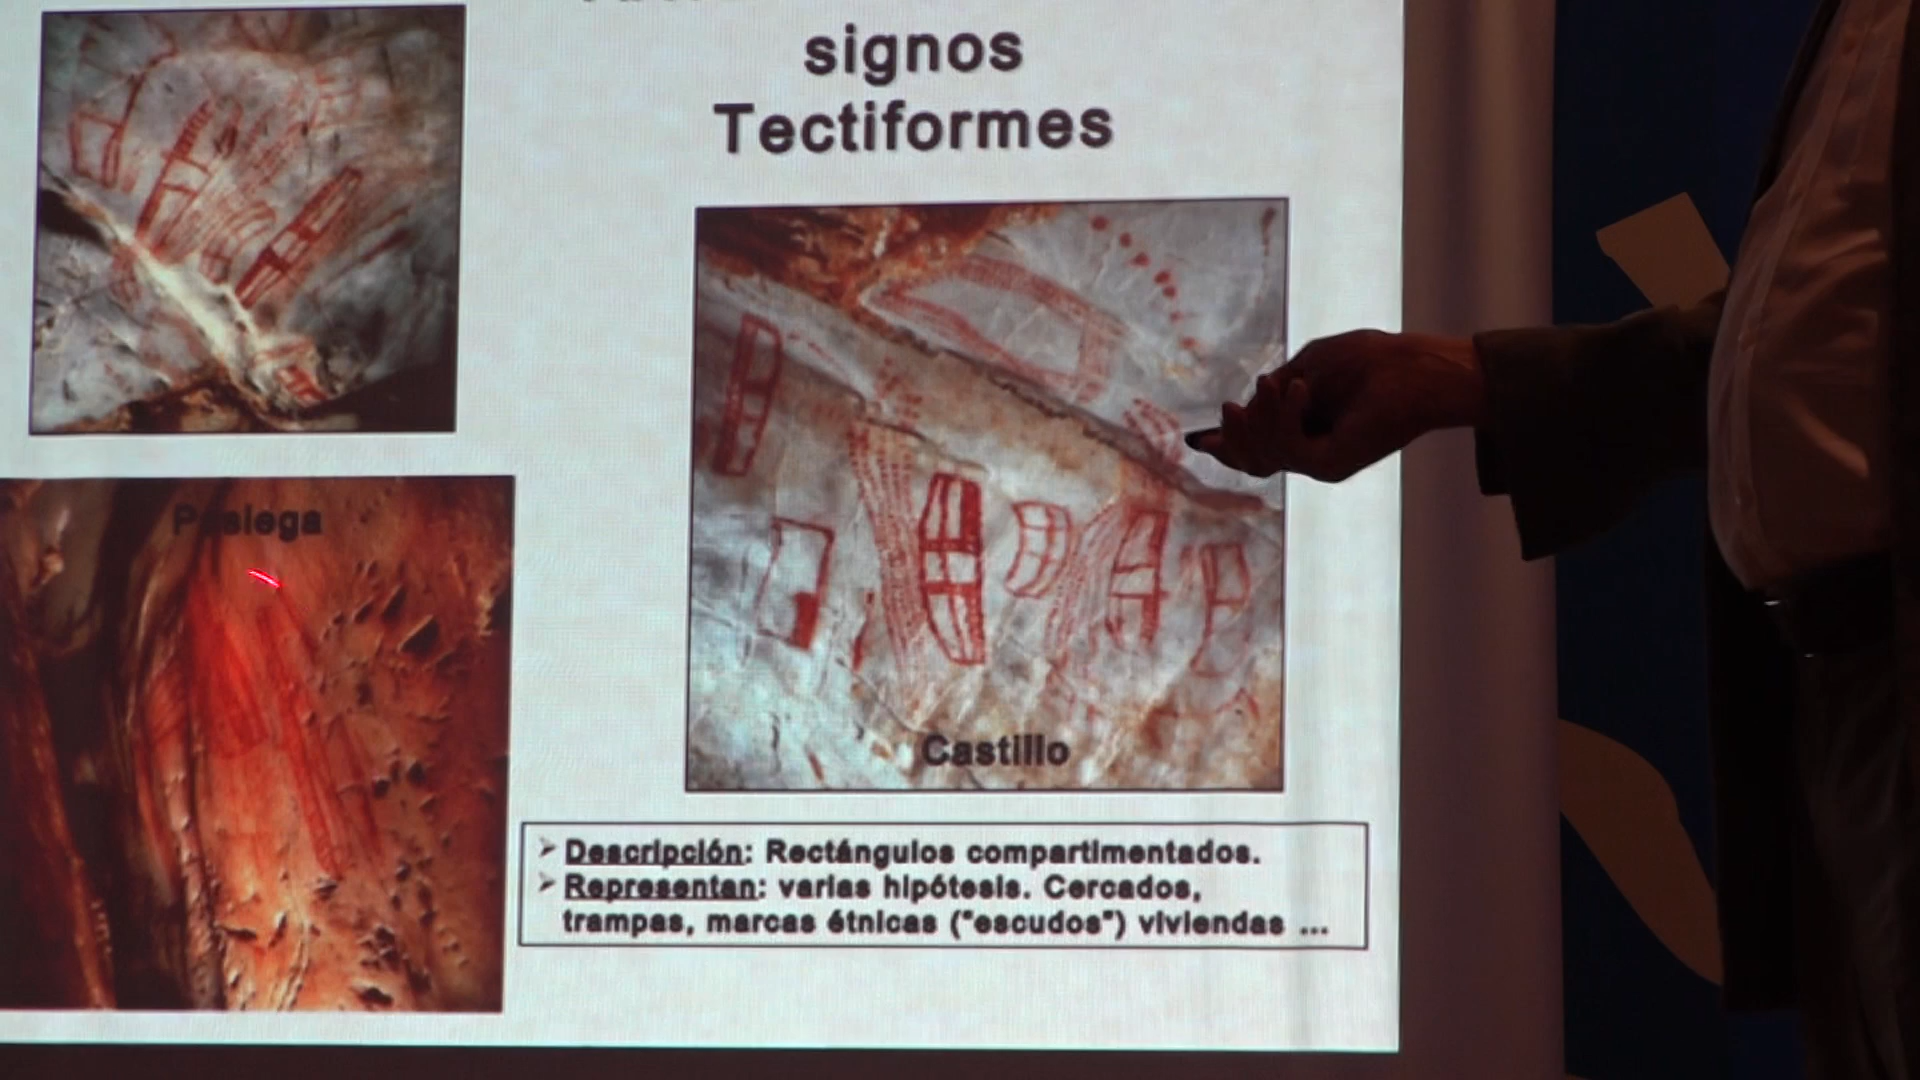 signos
Tectiformes
Pasiega
Castillo
➢ Descripción: Rectángulos compartimentados.
➢ Representan: varias hipótesis. Cercados,
trampas, marcas étnicas ("escudos") viviendas ...